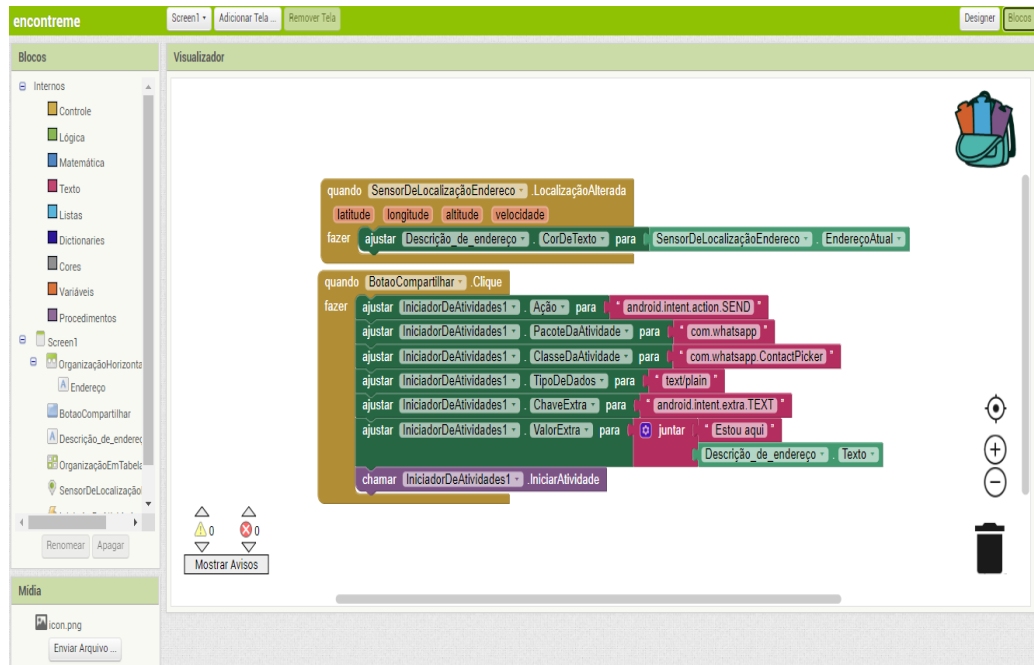 encontreme
Screen1
Adicionar Tela ...
Remover Tela
Designer
Blocos
Blocos
Visualizador
Internos
Controle
Lógica
Matemática
Texto
Listas
Dictionaries
Cores
Variáveis
Procedimentos
Screen1
OrganizaçãoHorizonta
Endereço
BotaoCompartilhar
Descrição_de_endereç
OrganizaçãoEmTabela
SensorDeLocalização
Renomear
Apagar
Mídia
icon.png
Enviar Arquivo ...
quando SensorDeLocalizaçãoEndereco .LocalizaçãoAlterada
latitude longitude altitude velocidade
fazer ajustar Descrição_de_endereço . CorDeTexto para SensorDeLocalizaçãoEndereco . EndereçoAtual
quando BotaoCompartilhar .Clique
fazer ajustar IniciadorDeAtividades1 . Ação para " android.intent.action.SEND "
ajustar IniciadorDeAtividades1 . PacoteDaAtividade para " com.whatsapp "
ajustar IniciadorDeAtividades1 . ClasseDaAtividade para " com.whatsapp.ContactPicker "
ajustar IniciadorDeAtividades1 . TipoDeDados para " text/plain "
ajustar IniciadorDeAtividades1 . ChaveExtra para " android.intent.extra.TEXT "
ajustar IniciadorDeAtividades1 . ValorExtra para juntar " Estou aqui "
Descrição_de_endereço . Texto
chamar IniciadorDeAtividades1 .IniciarAtividade
0 0
Mostrar Avisos